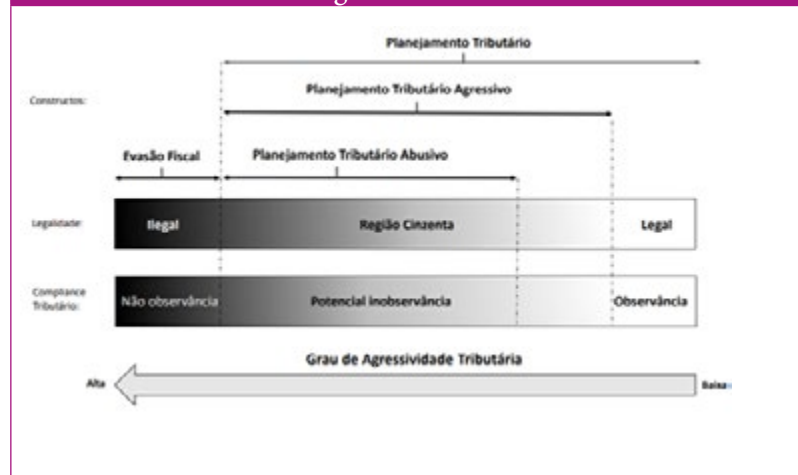 Planejamento Tributário
Constructos:
Planejamento Tributário Agressivo
Evasão Fiscal
Planejamento Tributário Abusivo
Legalidade:
Ilegal
Região Cinzenta
Legal
Compliance
Tributário:
Não observância
Potencial inobservância
Observância
Grau de Agressividade Tributária
Alta
Baixa